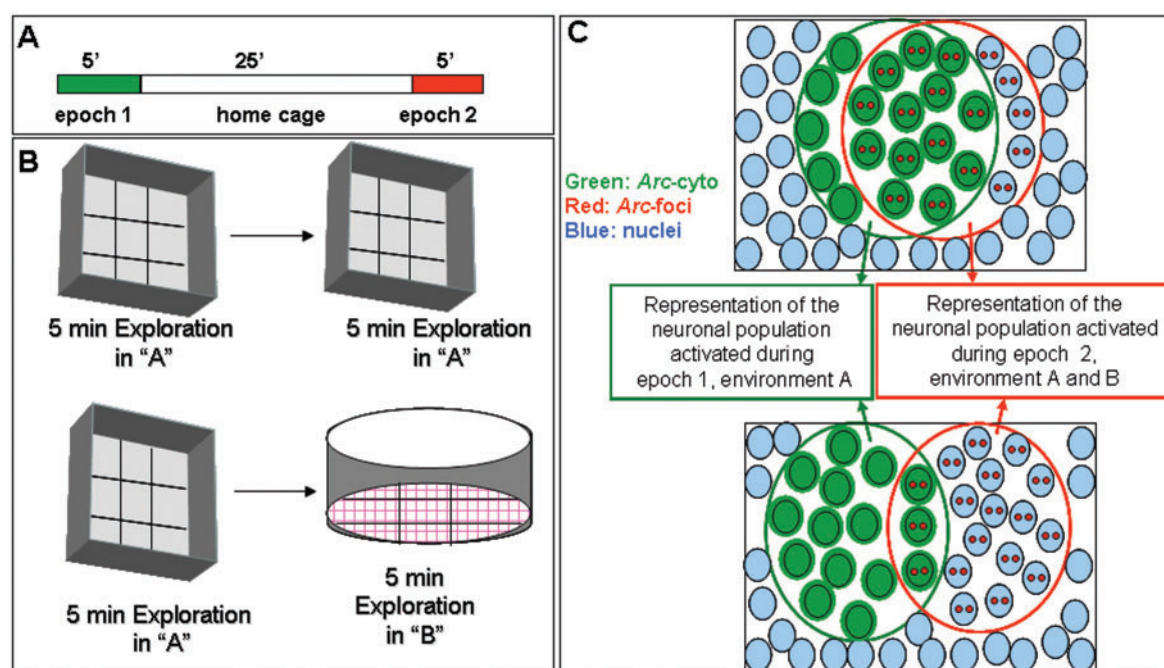 A
5’ 25’ 5’
epoch 1 home cage epoch 2
B
5 min Exploration
in “A”
5 min Exploration
in “A”
5 min Exploration
in “A”
5 min
Exploration
in “B”
C
Green: Arc-cyto
Red: Arc-foci
Blue: nuclei
Representation of the
neuronal population
activated during
epoch 1, environment A
Representation of the
neuronal population activated
during epoch 2,
environment A and B